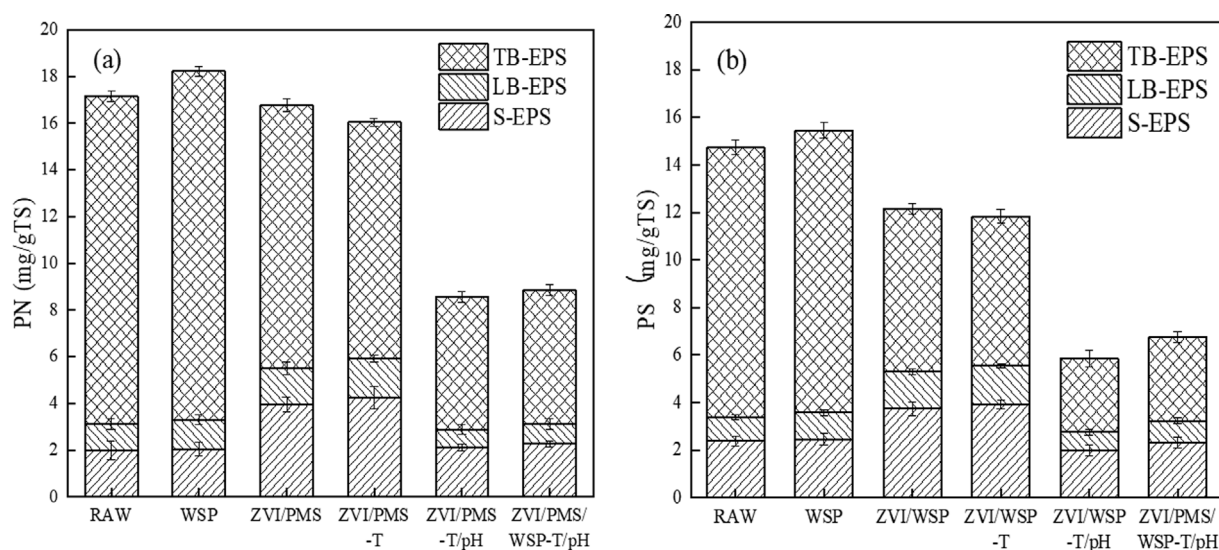 (a)
TB-EPS
LB-EPS
S-EPS
PN (mg/gTS)
20
18
16
14
12
10
8
6
4
2
0
RAW
WSP
ZVI/PMS
ZVI/PMS
-T
ZVI/PMS
-T/pH
ZVI/PMS/
WSP-T/pH
(b)
TB-EPS
LB-EPS
S-EPS
PS (mg/gTS)
20
18
16
14
12
10
8
6
4
2
0
RAW
WSP
ZVI/WSP
ZVI/WSP
-T
ZVI/WSP
-T/pH
ZVI/PMS/
WSP-T/pH